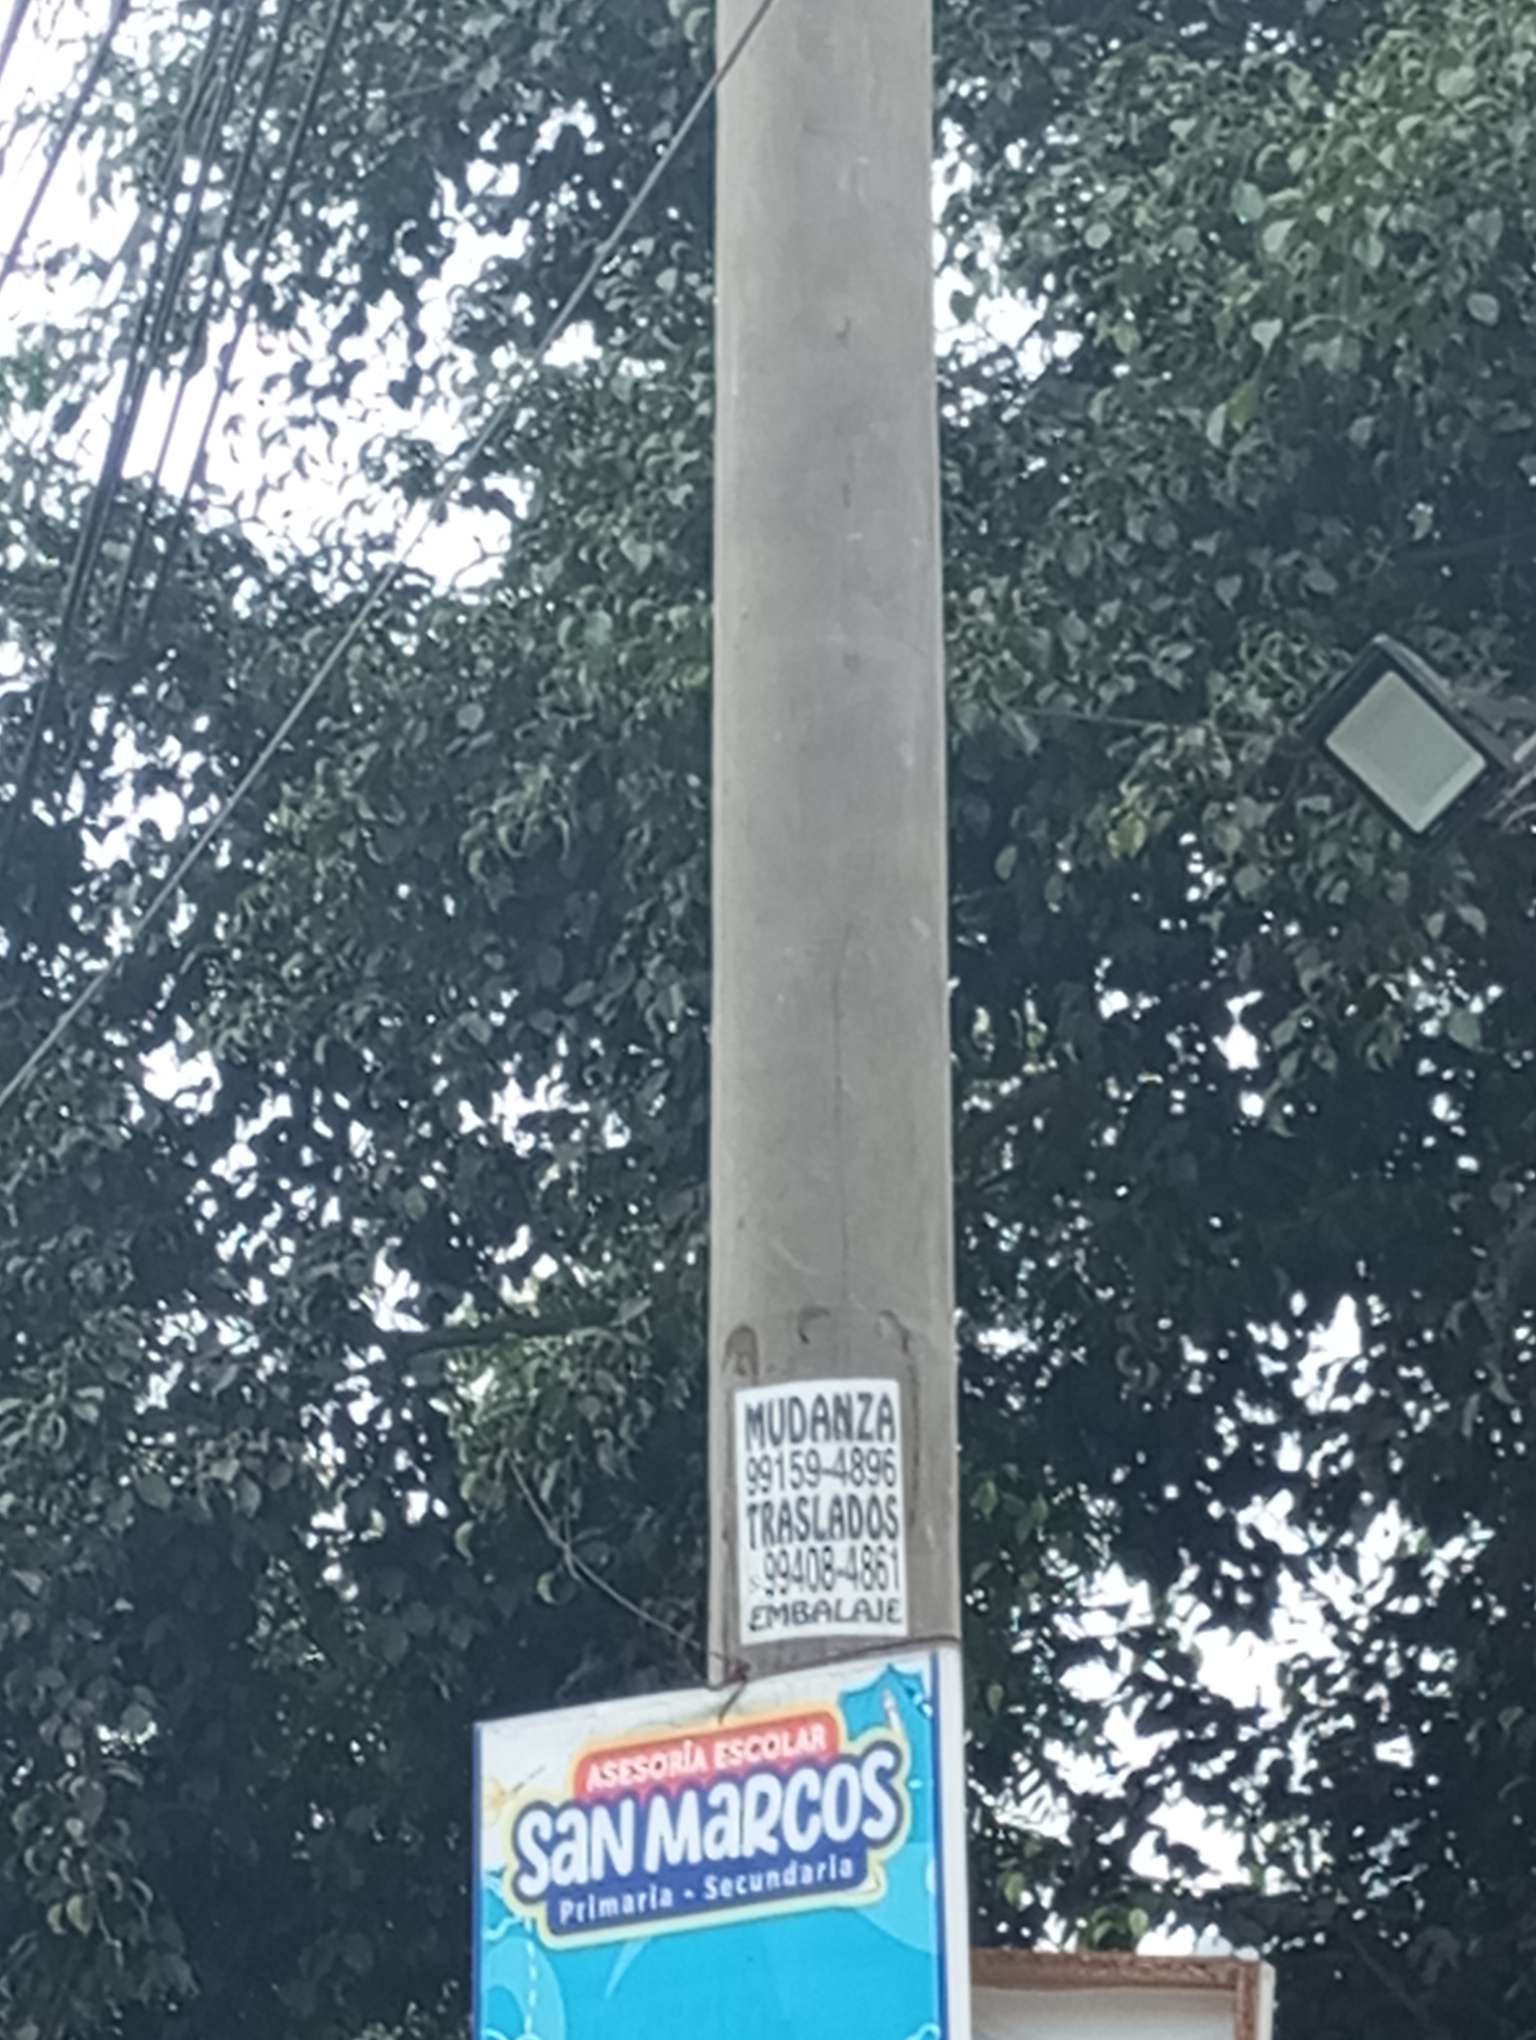 MUDANZA
99159-4896
TRASLADOS
99408-4861
EMBALAJE
ASESORÍA ESCOLAR
SAN MARCOS
Primaria - Secundaria